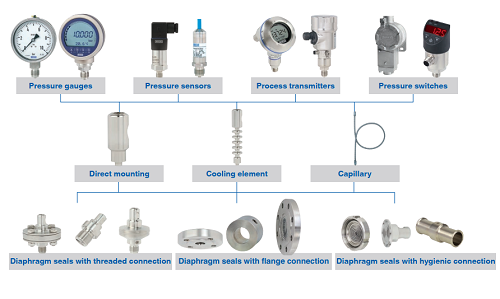 Pressure gauges
Pressure sensors
Process transmitters
Pressure switches
Direct mounting
Cooling element
Capillary
Diaphragm seals with threaded connection
Diaphragm seals with flange connection
Diaphragm seals with hygienic connection